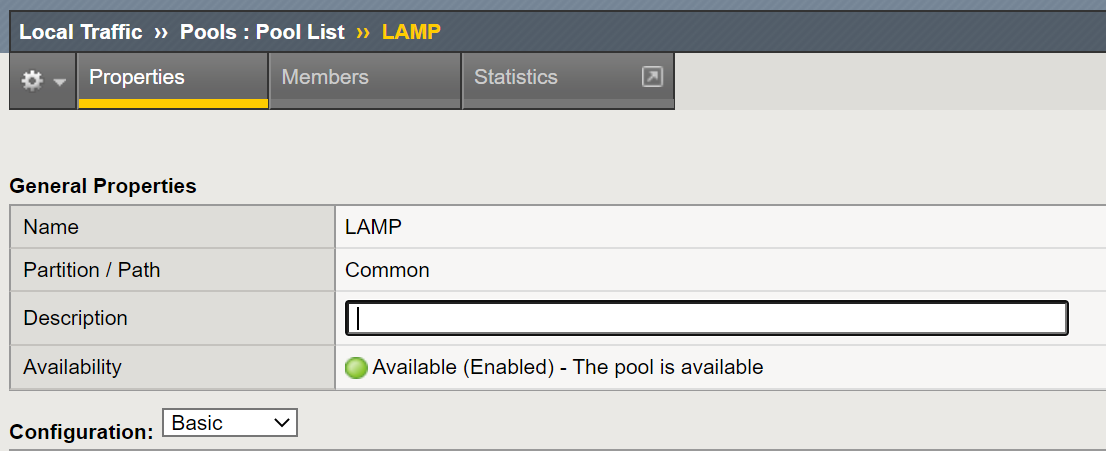 Local Traffic ›› Pools : Pool List ›› LAMP
Properties Members Statistics
General Properties
Name LAMP
Partition / Path Common
Description
Availability Available (Enabled) - The pool is available
Configuration: Basic